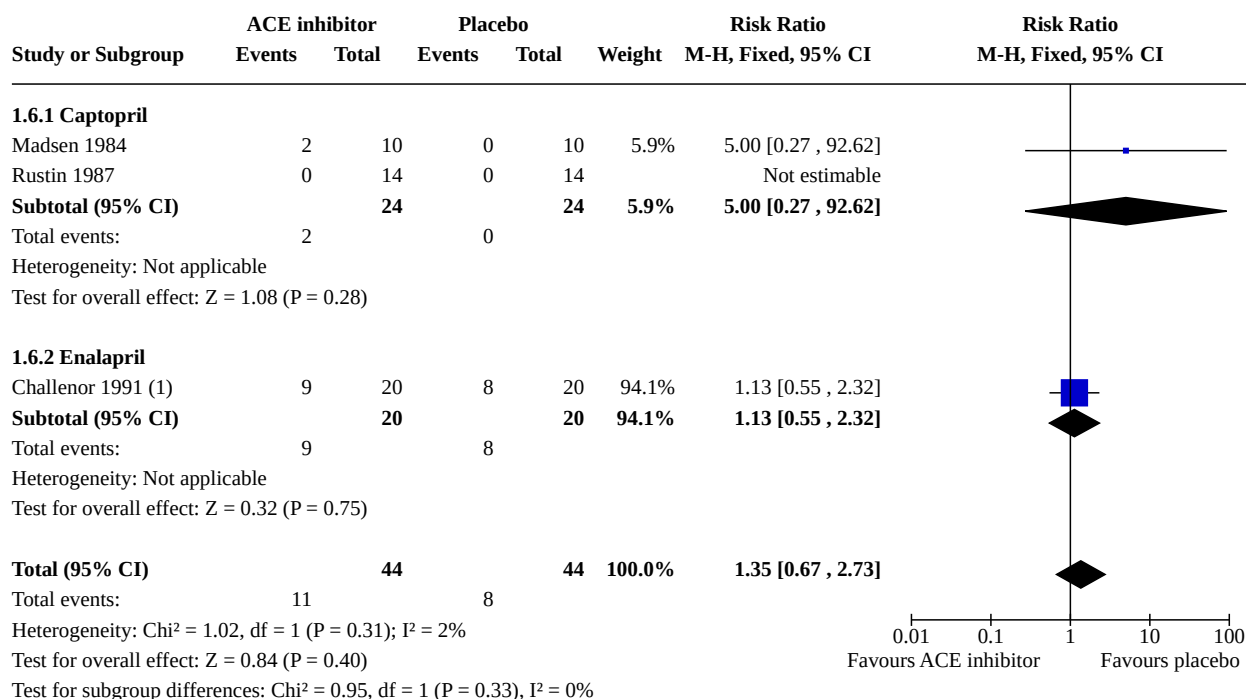 ACE inhibitor Placebo Risk Ratio Risk Ratio
Study or Subgroup Events Total Events Total Weight M-H, Fixed, 95% CI M-H, Fixed, 95% CI
1.6.1 Captopril
Madsen 1984 2 10 0 10 5.9% 5.00 [0.27 , 92.62]
Rustin 1987 0 14 0 14 Not estimable
Subtotal (95% CI) 24 24 5.9% 5.00 [0.27 , 92.62]
Total events: 2 0
Heterogeneity: Not applicable
Test for overall effect: Z = 1.08 (P = 0.28)
1.6.2 Enalapril
Challenor 1991 (1) 9 20 8 20 94.1% 1.13 [0.55 , 2.32]
Subtotal (95% CI) 20 20 94.1% 1.13 [0.55 , 2.32]
Total events: 9 8
Heterogeneity: Not applicable
Test for overall effect: Z = 0.32 (P = 0.75)
Total (95% CI) 44 44 100.0% 1.35 [0.67 , 2.73]
Total events: 11 8
Heterogeneity: Chi² = 1.02, df = 1 (P = 0.31); I² = 2%
Test for overall effect: Z = 0.84 (P = 0.40)
Test for subgroup differences: Chi² = 0.95, df = 1 (P = 0.33), I² = 0%
0.01 0.1 1 10 100
Favours ACE inhibitor Favours placebo